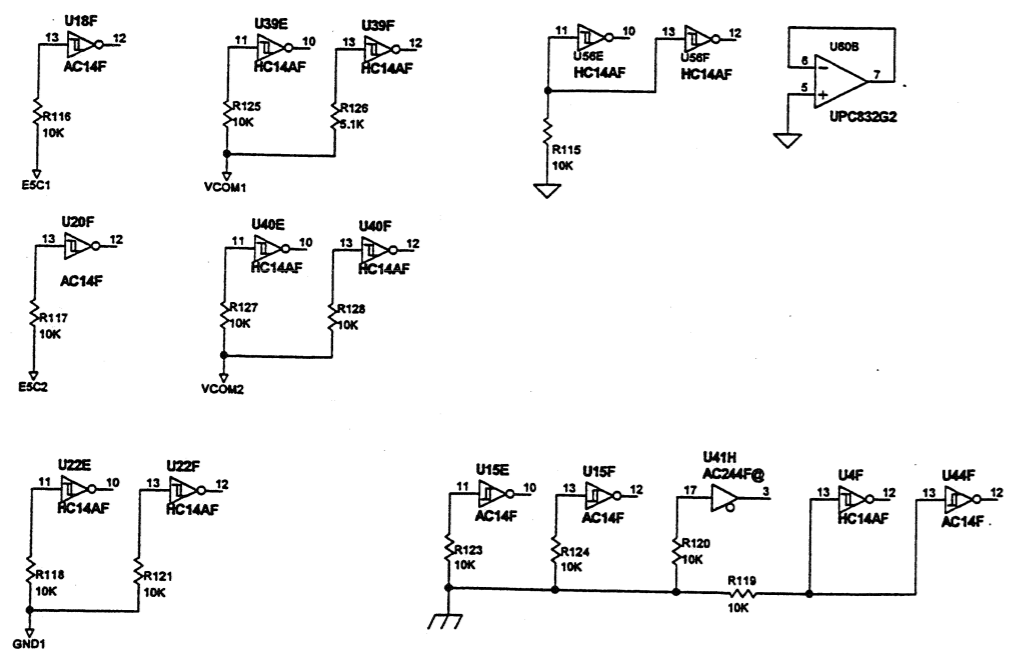 U18F
13
12
AC14F
R116
10K
E5C1
U39E
11
10
HC14AF
R125
10K
U39F
13
12
HC14AF
R126
5.1K
VCOM1
11
10
U56E
HC14AF
13
12
U56F
HC14AF
R115
10K
U60B
6
5
7
UPC832G2
U20F
13
12
AC14F
R117
10K
E5C2
U40E
11
10
HC14AF
R127
10K
U40F
13
12
HC14AF
R128
10K
VCOM2
U22E
11
10
HC14AF
R118
10K
U22F
13
12
HC14AF
R121
10K
GND1
U15E
11
10
AC14F
R123
10K
U15F
13
12
AC14F
R124
10K
U41H
AC244F@
17
3
R120
10K
R119
10K
U4F
13
12
HC14AF
U44F
13
12
AC14F